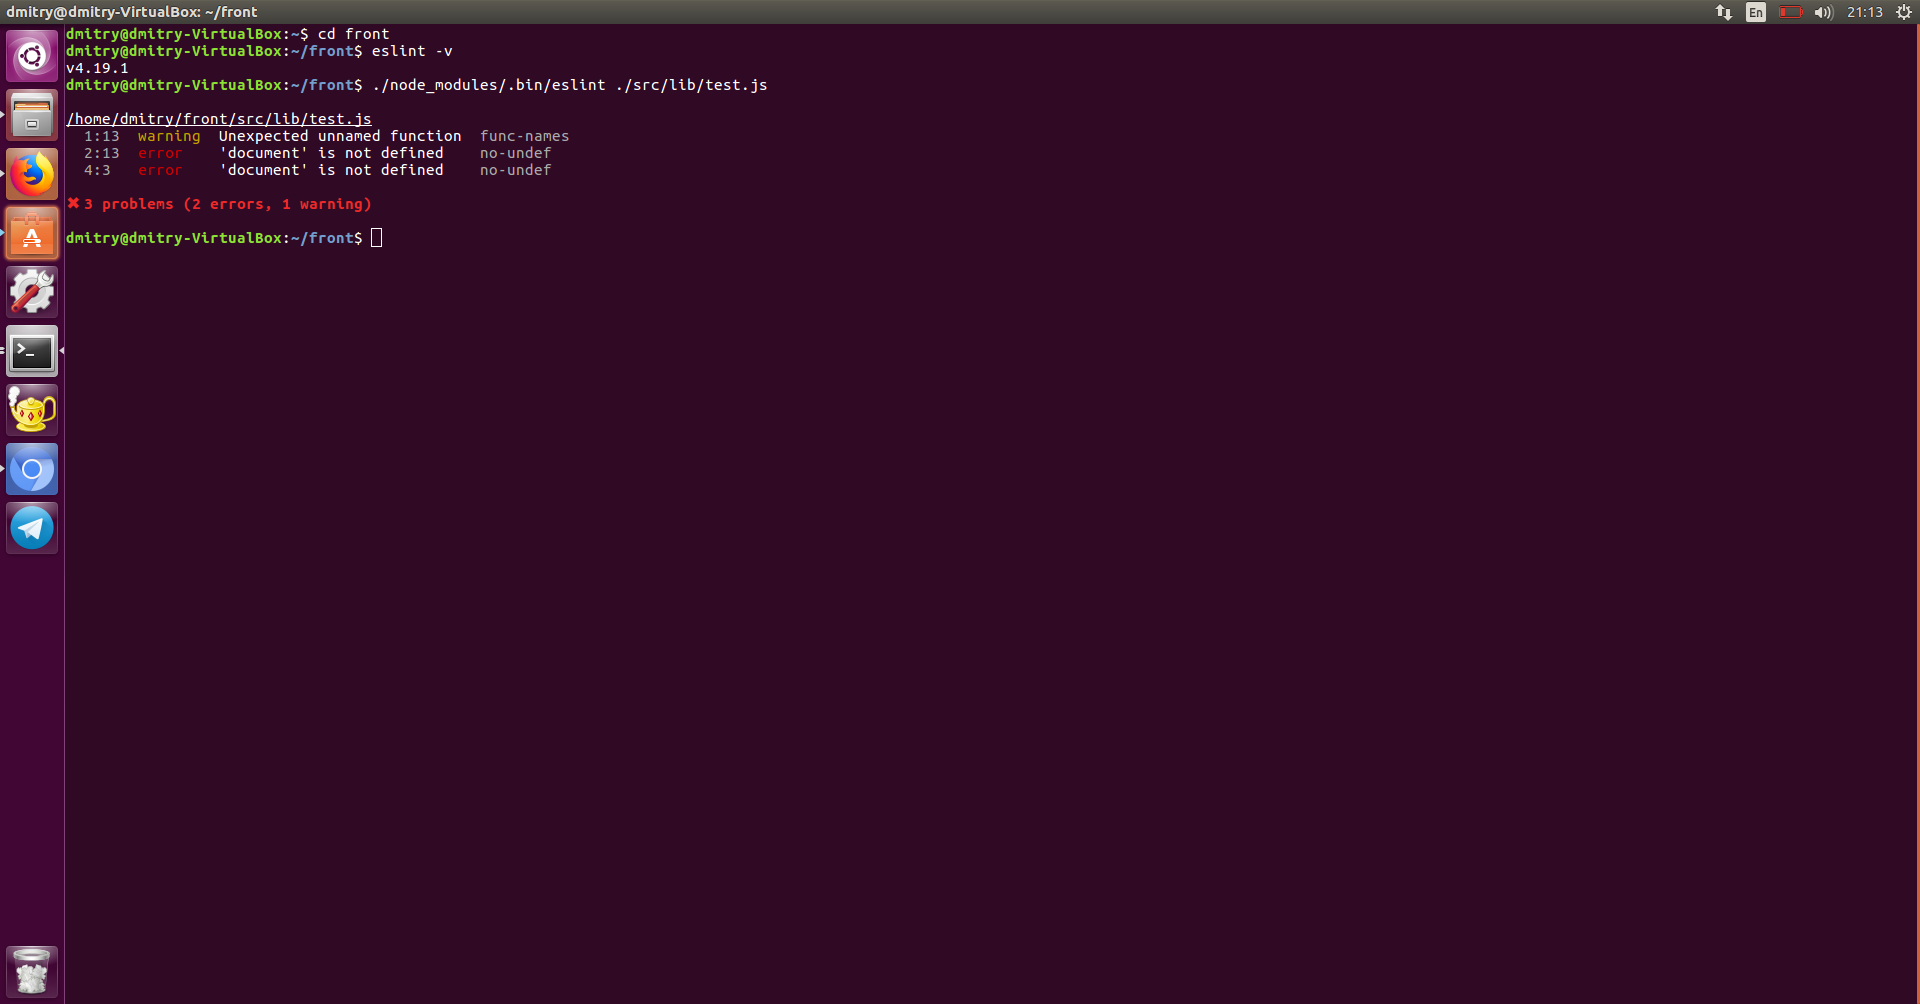 dmitry@dmitry-VirtualBox: ~/front
En
21:13
dmitry@dmitry-VirtualBox:~$ cd front
dmitry@dmitry-VirtualBox:~/front$ eslint -v
v4.19.1
dmitry@dmitry-VirtualBox:~/front$ ./node_modules/.bin/eslint ./src/lib/test.js
/home/dmitry/front/src/lib/test.js
1:13 warning Unexpected unnamed function func-names
2:13 error 'document' is not defined no-undef
4:3 error 'document' is not defined no-undef
✖ 3 problems (2 errors, 1 warning)
dmitry@dmitry-VirtualBox:~/front$